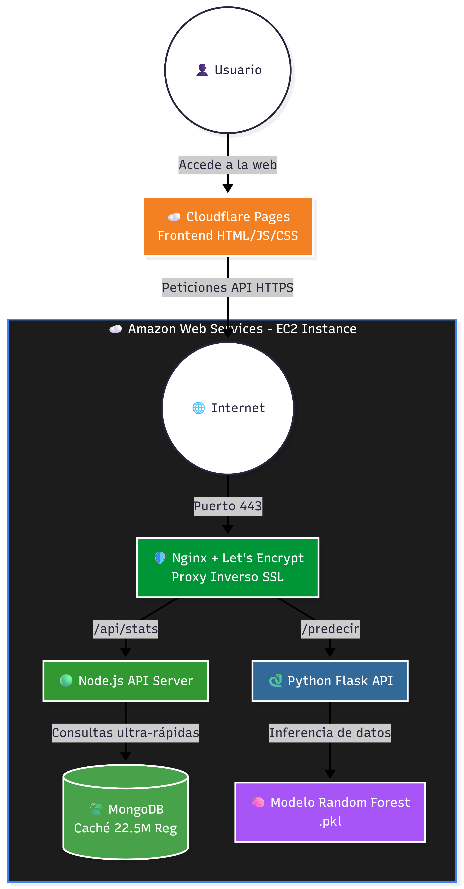 Usuario
Accede a la web
Cloudflare Pages
Frontend HTML/JS/CSS
Peticiones API HTTPS
Amazon Web Services - EC2 Instance
Internet
Puerto 443
Nginx + Let's Encrypt
Proxy Inverso SSL
/api/stats
/predecir
Node.js API Server
Python Flask API
Consultas ultra-rápidas
Inferencia de datos
MongoDB
Caché 22.5M Reg
Modelo Random Forest
.pkl